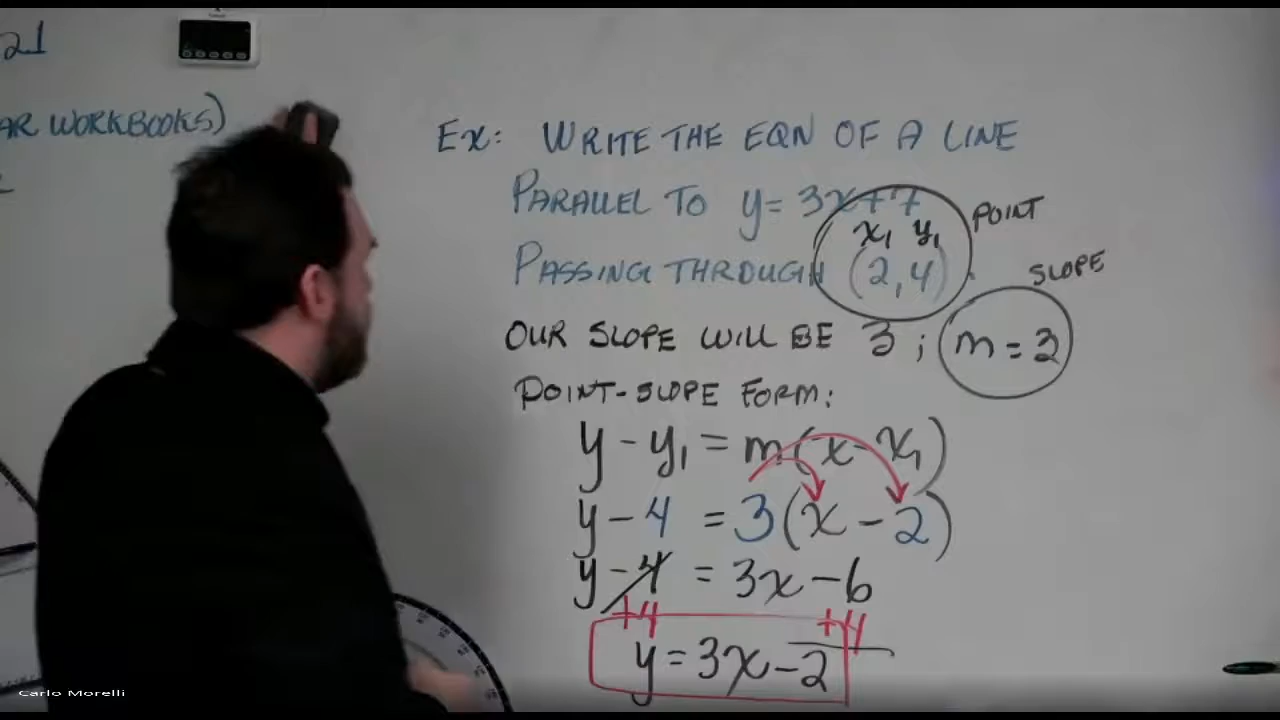 21
AR WORKBOOKS)
EX: WRITE THE EQN OF A LINE
PARALLEL TO y = 3x + 7
x₁ y₁ POINT
PASSING THROUGH (2,4).
SLOPE
OUR SLOPE WILL BE 3 ; m = 3
POINT-SLOPE FORM:
y - y₁ = m(x - x₁)
y - 4 = 3(x - 2)
y - 4 = 3x - 6
+4 +4
y = 3x - 2
Carlo Morelli